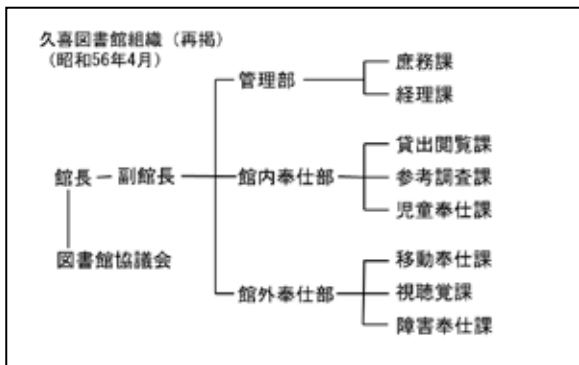 久喜図書館組織（再掲）
（昭和56年4月）
管理部
庶務課
経理課
館長
副館長
館内奉仕部
貸出閲覧課
参考調査課
児童奉仕課
図書館協議会
館外奉仕部
移動奉仕課
視聴覚課
障害奉仕課